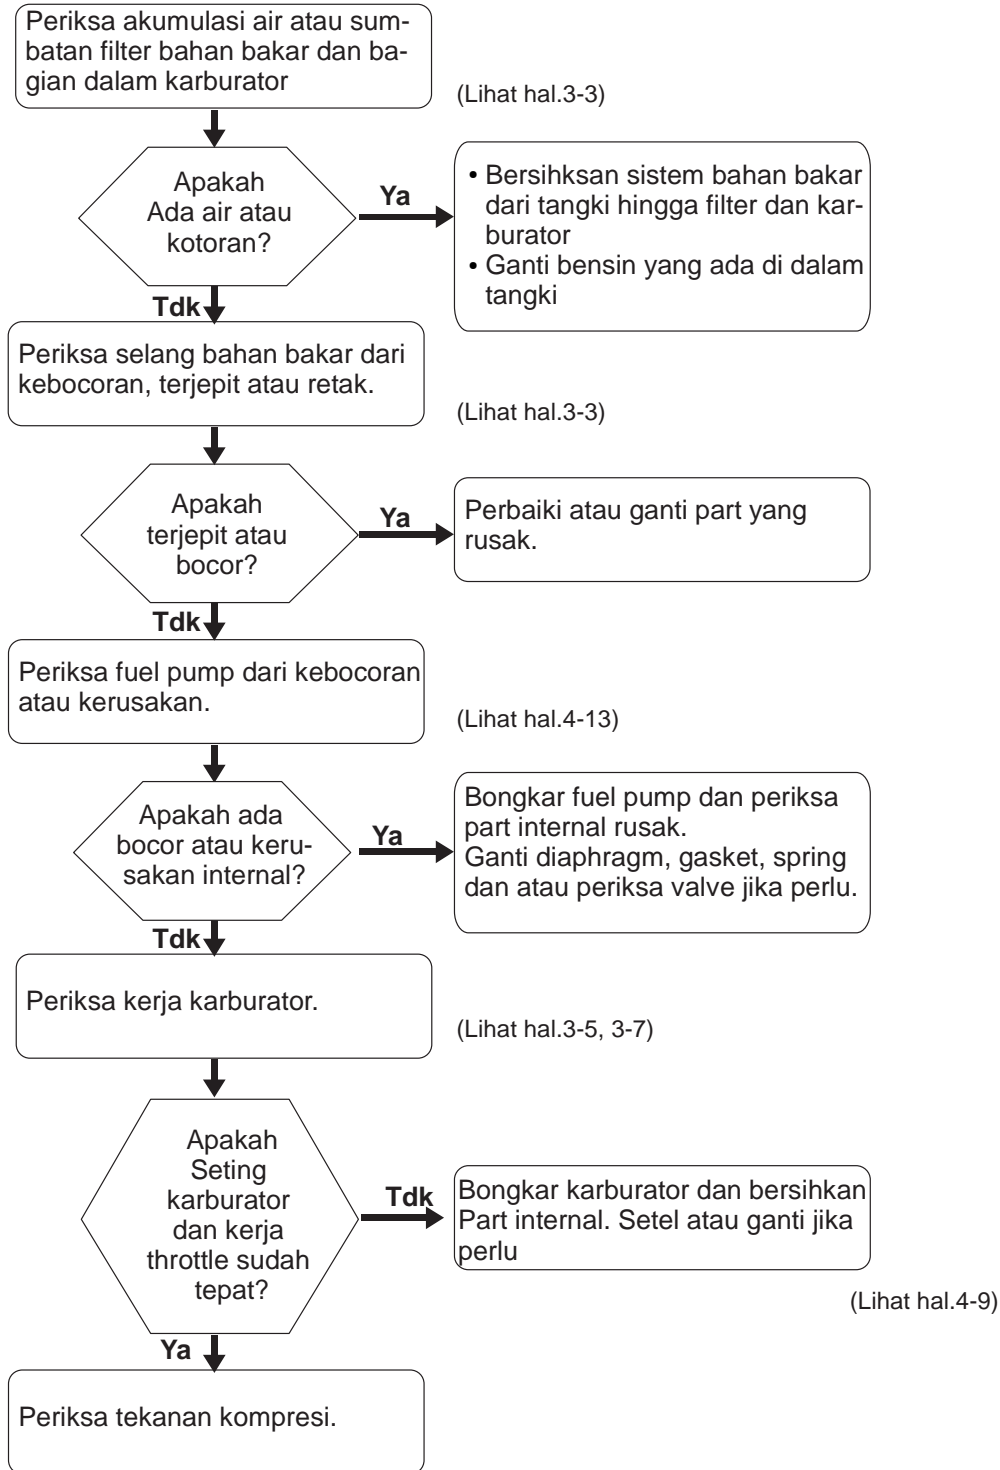 Periksa akumulasi air atau sum-
batan filter bahan bakar dan ba-
gian dalam karburator
(Lihat hal.3-3)
Apakah
Ada air atau
kotoran?
Ya
• Bersihksan sistem bahan bakar
dari tangki hingga filter dan kar-
burator
• Ganti bensin yang ada di dalam
tangki
Tdk
Periksa selang bahan bakar dari
kebocoran, terjepit atau retak.
(Lihat hal.3-3)
Apakah
terjepit atau
bocor?
Ya
Perbaiki atau ganti part yang
rusak.
Tdk
Periksa fuel pump dari kebocoran
atau kerusakan.
(Lihat hal.4-13)
Apakah ada
bocor atau keru-
sakan internal?
Ya
Bongkar fuel pump dan periksa
part internal rusak.
Ganti diaphragm, gasket, spring
dan atau periksa valve jika perlu.
Tdk
Periksa kerja karburator.
(Lihat hal.3-5, 3-7)
Apakah
Seting
karburator
dan kerja
throttle sudah
tepat?
Tdk
Bongkar karburator dan bersihkan
Part internal. Setel atau ganti jika
perlu
(Lihat hal.4-9)
Ya
Periksa tekanan kompresi.